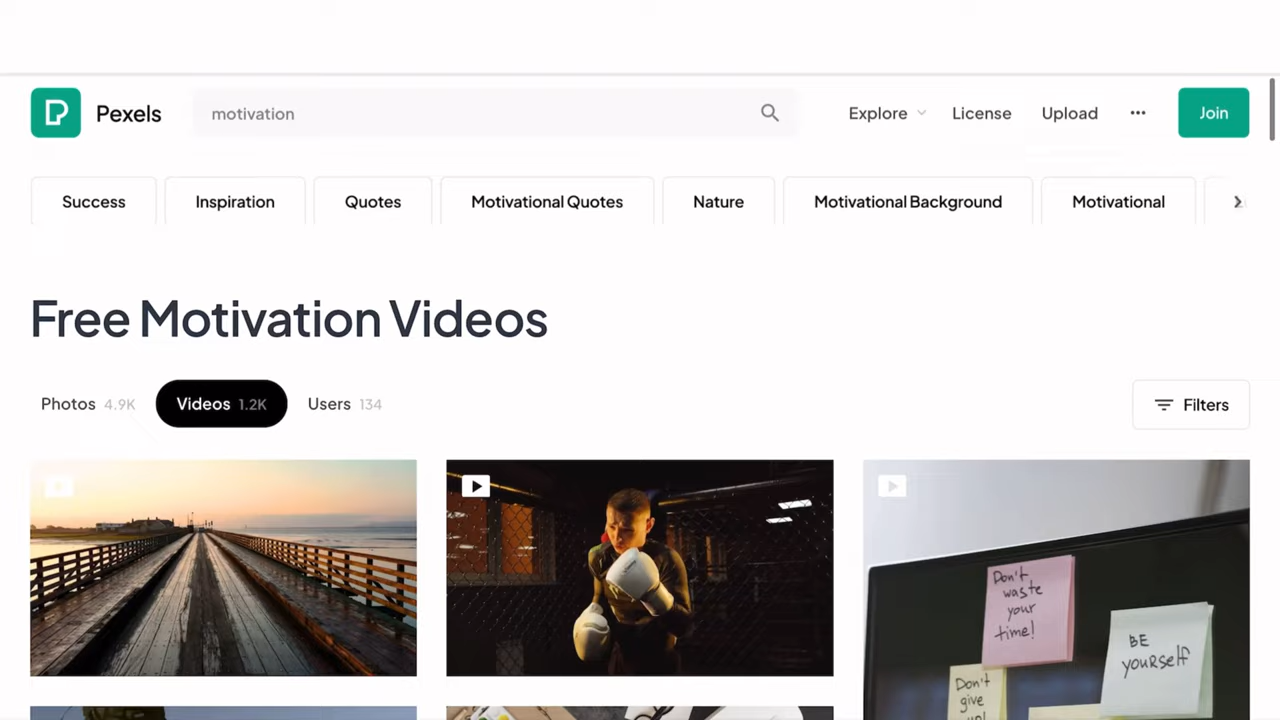 Pexels
motivation
Explore
License
Upload
Join
Success
Inspiration
Quotes
Motivational Quotes
Nature
Motivational Background
Motivational
Free Motivation Videos
Photos 4.9K
Videos 1.2K
Users 134
Filters
Don't
waste
your
time!
BE
yourself
Don't
give
up!